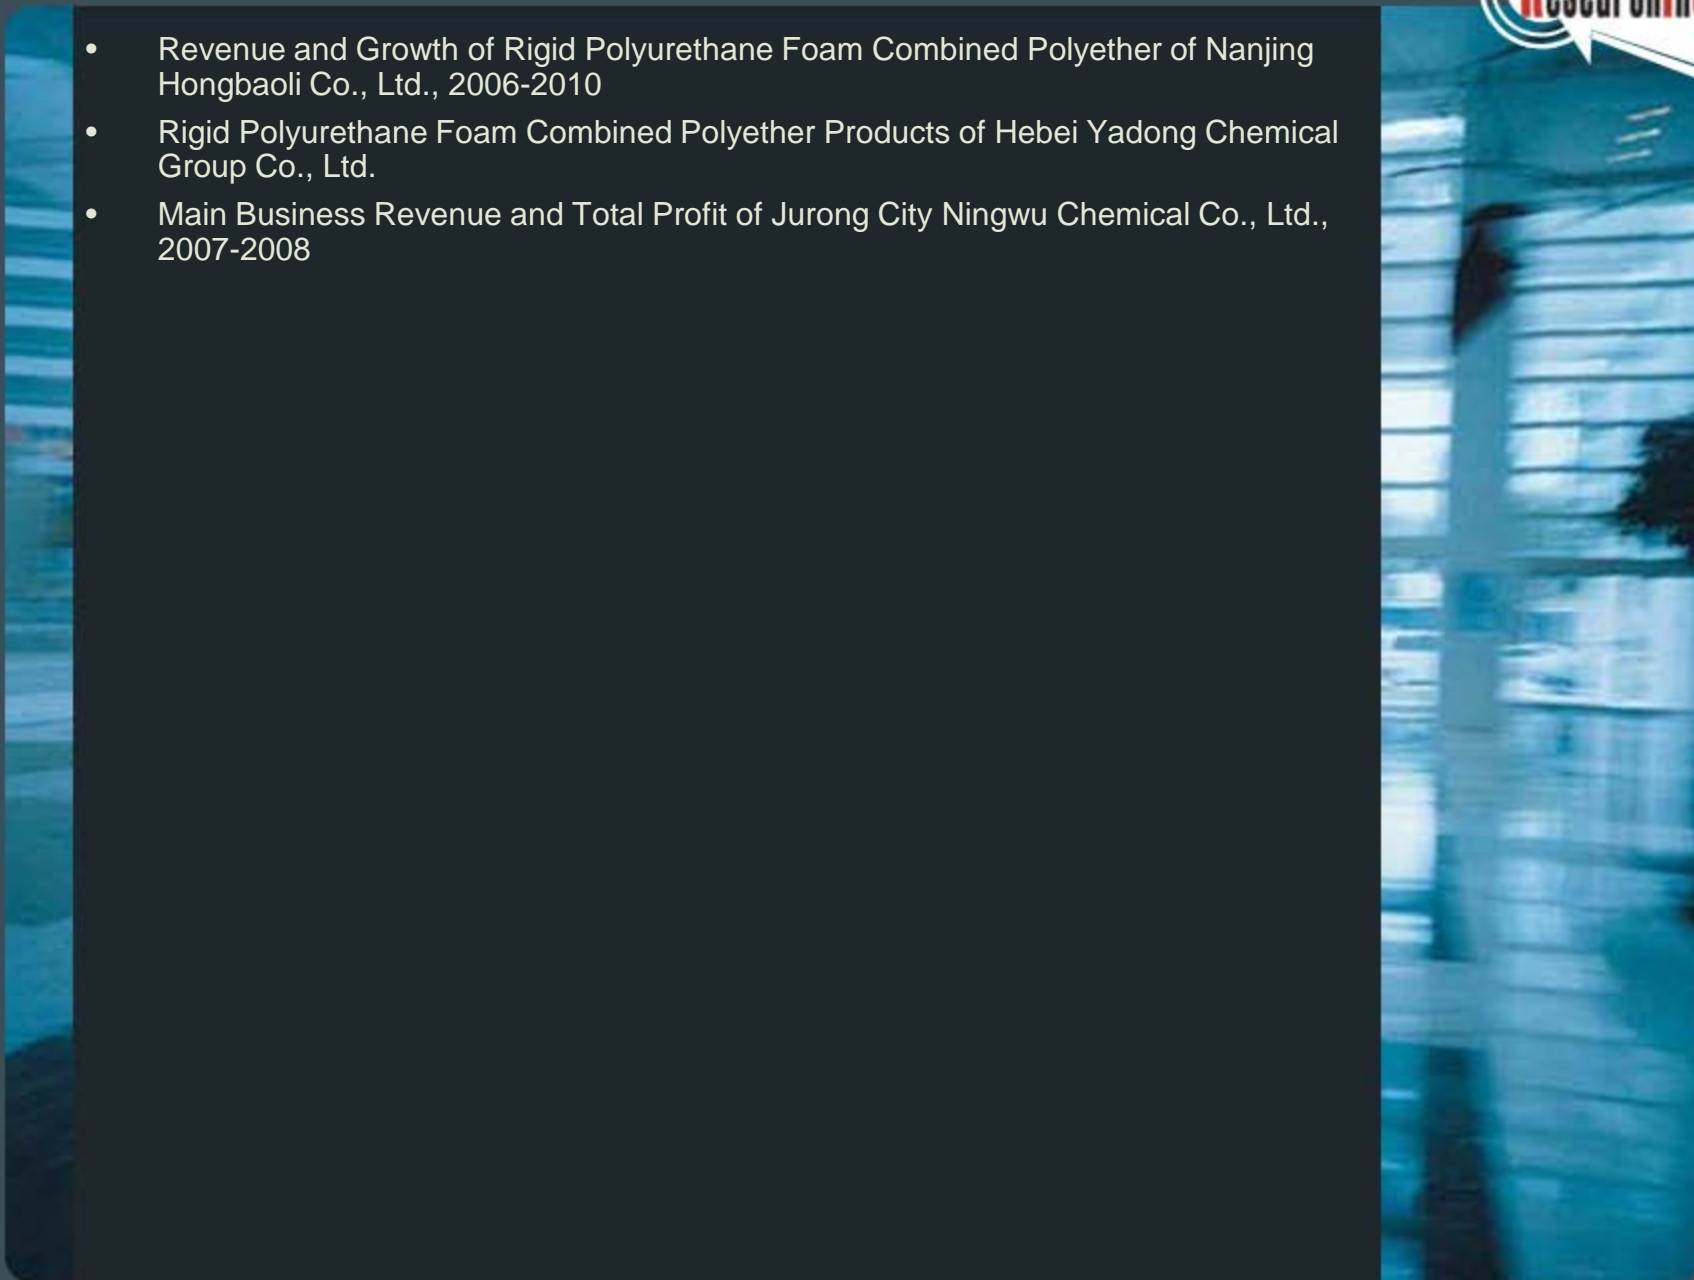 • Revenue and Growth of Rigid Polyurethane Foam Combined Polyether of Nanjing
Hongbaoli Co., Ltd., 2006-2010
• Rigid Polyurethane Foam Combined Polyether Products of Hebei Yadong Chemical
Group Co., Ltd.
• Main Business Revenue and Total Profit of Jurong City Ningwu Chemical Co., Ltd.,
2007-2008